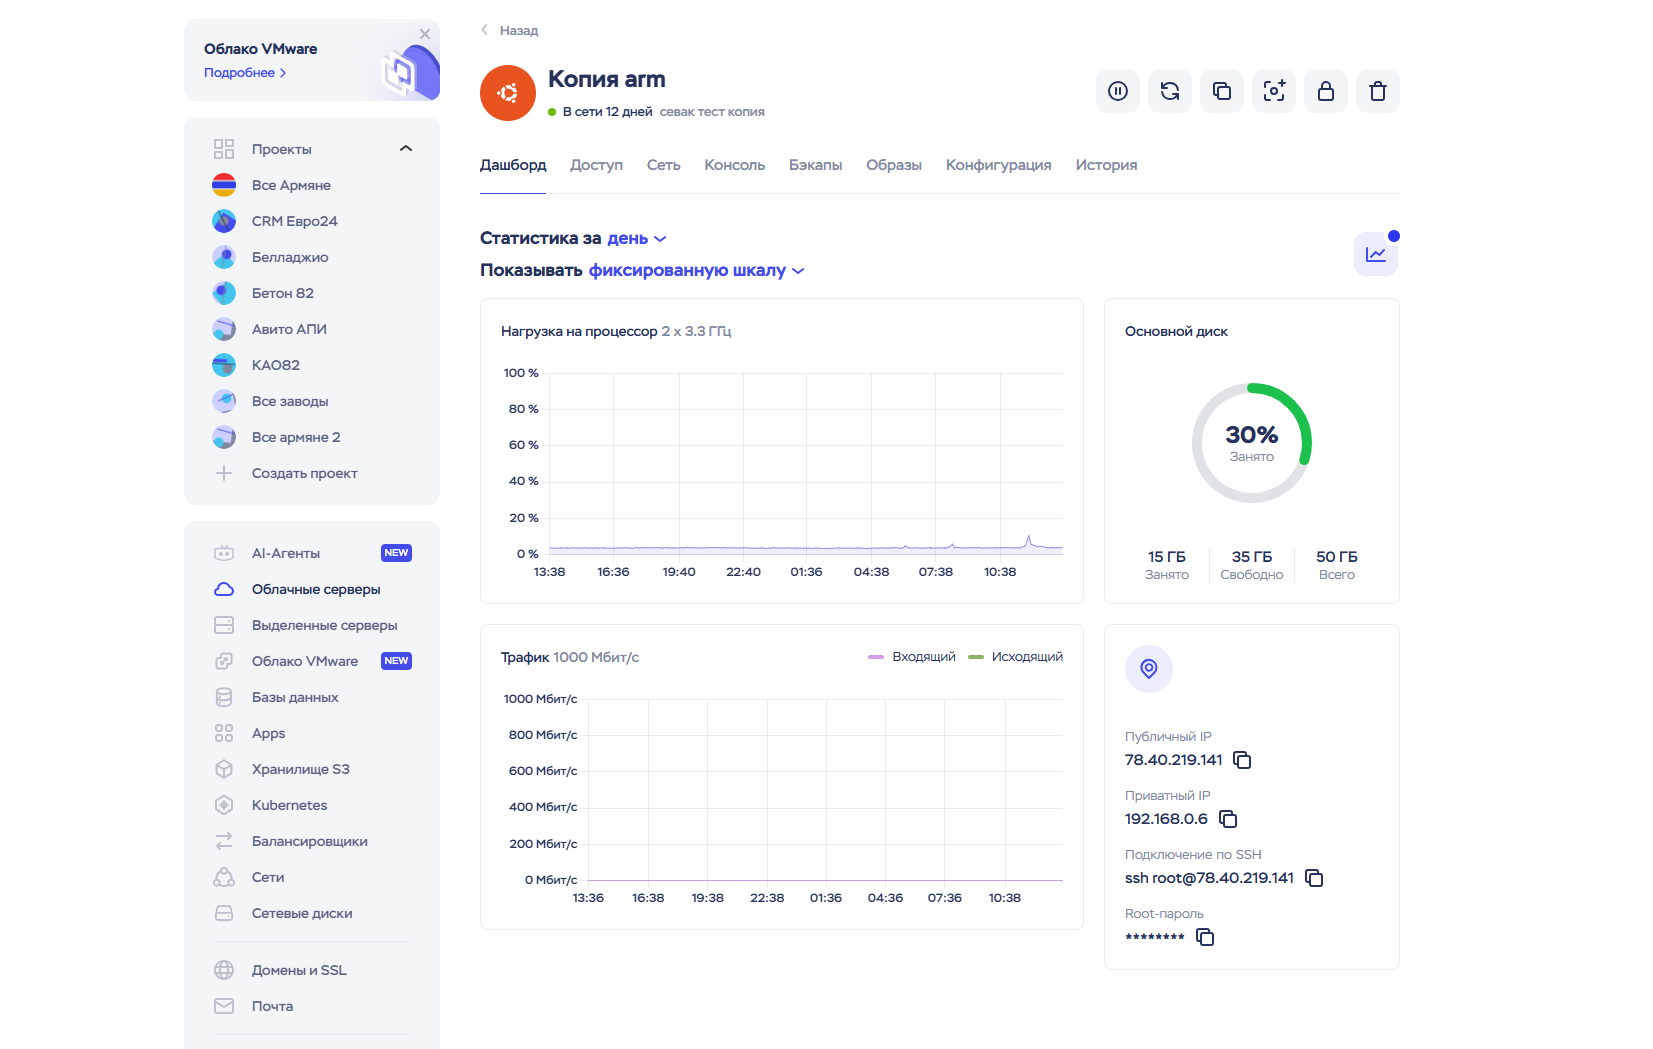 Облако VMware
Подробнее
Проекты
Все Армяне
CRM Евро24
Белладжио
Бетон 82
Авито АПИ
КАО82
Все заводы
Все армяне 2
Создать проект
AI-Агенты NEW
Облачные серверы
Выделенные серверы
Облако VMware NEW
Базы данных
Apps
Хранилище S3
Kubernetes
Балансировщики
Сети
Сетевые диски
Домены и SSL
Почта
Назад
Копия arm
В сети 12 дней севак тест копия
Дашборд Доступ Сеть Консоль Бэкапы Образы Конфигурация История
Статистика за день
Показывать фиксированную шкалу
Нагрузка на процессор 2 x 3.3 ГГц
100 %
80 %
60 %
40 %
20 %
0 %
13:38 16:36 19:40 22:40 01:36 04:38 07:38 10:38
Основной диск
30%
Занято
15 ГБ 35 ГБ 50 ГБ
Занято Свободно Всего
Трафик 1000 Мбит/с
Входящий Исходящий
1000 Мбит/с
800 Мбит/с
600 Мбит/с
400 Мбит/с
200 Мбит/с
0 Мбит/с
13:36 16:38 19:38 22:38 01:36 04:36 07:36 10:38
Публичный IP
78.40.219.141
Приватный IP
192.168.0.6
Подключение по SSH
ssh root@78.40.219.141
Root-пароль
********